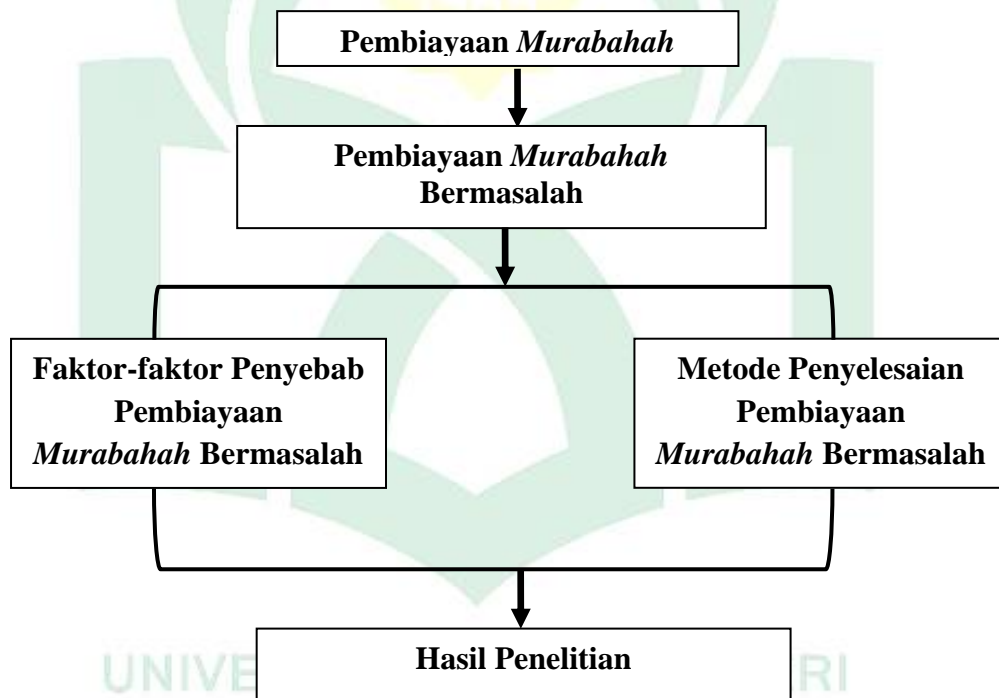 Pembiayaan Murabahah
Pembiayaan Murabahah
Bermasalah
Faktor-faktor Penyebab
Pembiayaan
Murabahah Bermasalah
Metode Penyelesaian
Pembiayaan
Murabahah Bermasalah
Hasil Penelitian